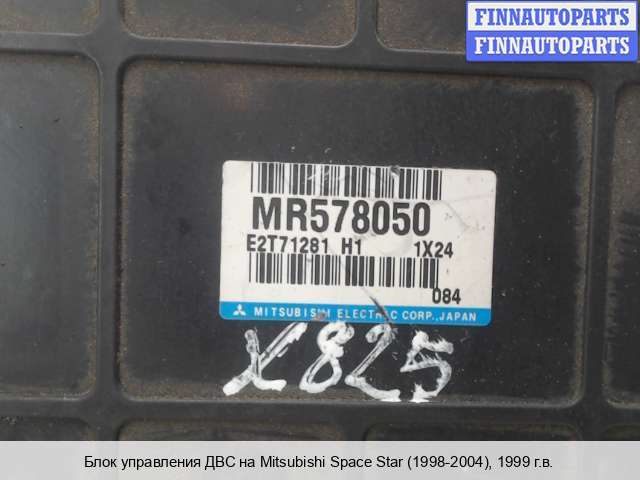 FINNAUTOPARTS
FINNAUTOPARTS
MR578050
E2T71281 H1 1X24
084
MITSUBISHI ELECTRIC CORP., JAPAN
X825
Блок управления ДВС на Mitsubishi Space Star (1998-2004), 1999 г.в.